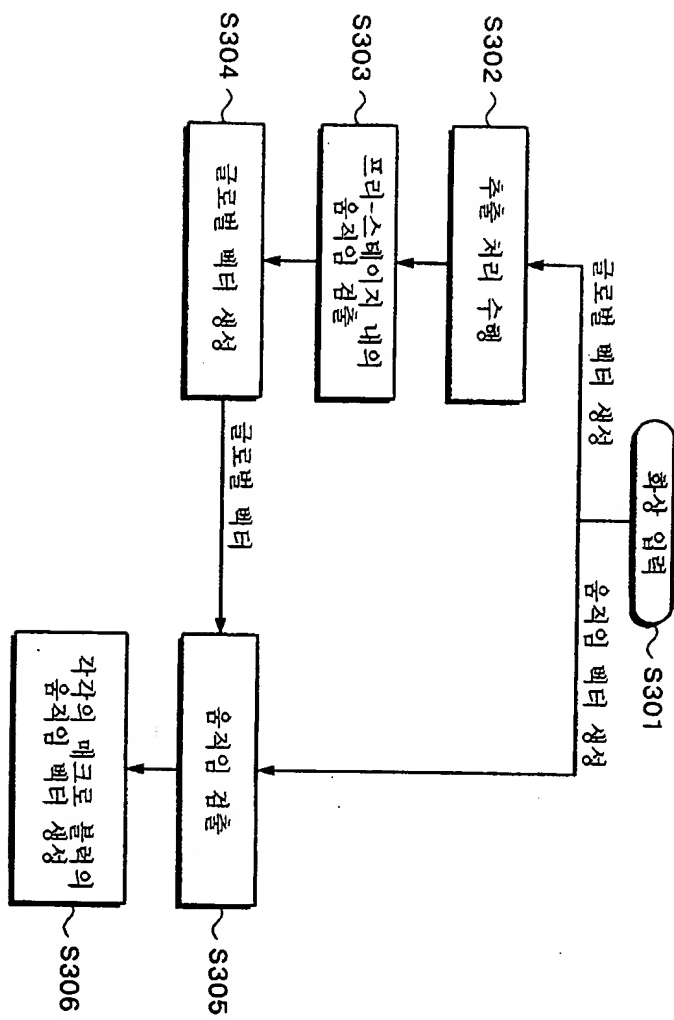 화상 입력
S301
글로벌 벡터 생성
움직임 벡터 생성
S302
추출 처리 수행
S303
프리-스테이지 내의
움직임 검출
S304
글로벌 벡터 생성
글로벌 벡터
움직임 검출
S305
각각의 매크로 블럭의
움직임 벡터 생성
S306